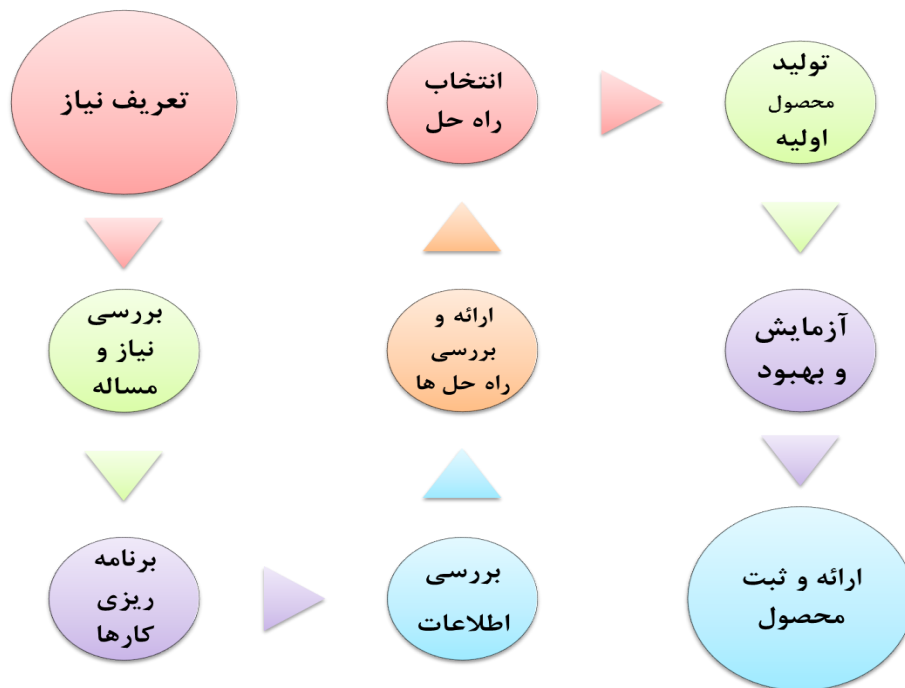 تعریف نیاز
بررسی
نیاز و
مساله
برنامه
ریزی
کارها
بررسی
اطلاعات
ارائه و
بررسی
راه حل ها
انتخاب
راه حل
تولید
محصول
اولیه
آزمایش
و بهبود
ارائه و ثبت
محصول